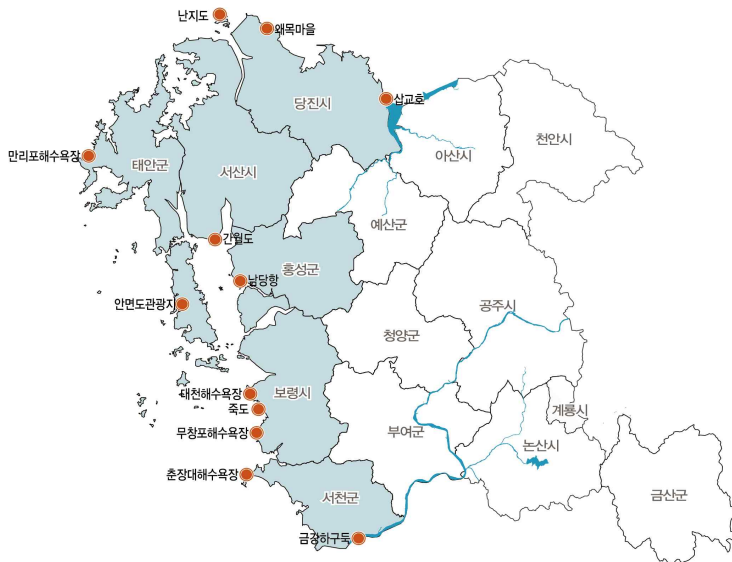 난지도
왜목마을
당진시
삽교호
천안시
아산시
만리포해수욕장
태안군
서산시
예산군
간월도
홍성군
남당항
안면도관광지
공주시
청양군
대천해수욕장
보령시
죽도
계룡시
무창포해수욕장
부여군
논산시
춘장대해수욕장
서천군
금산군
금강하구둑